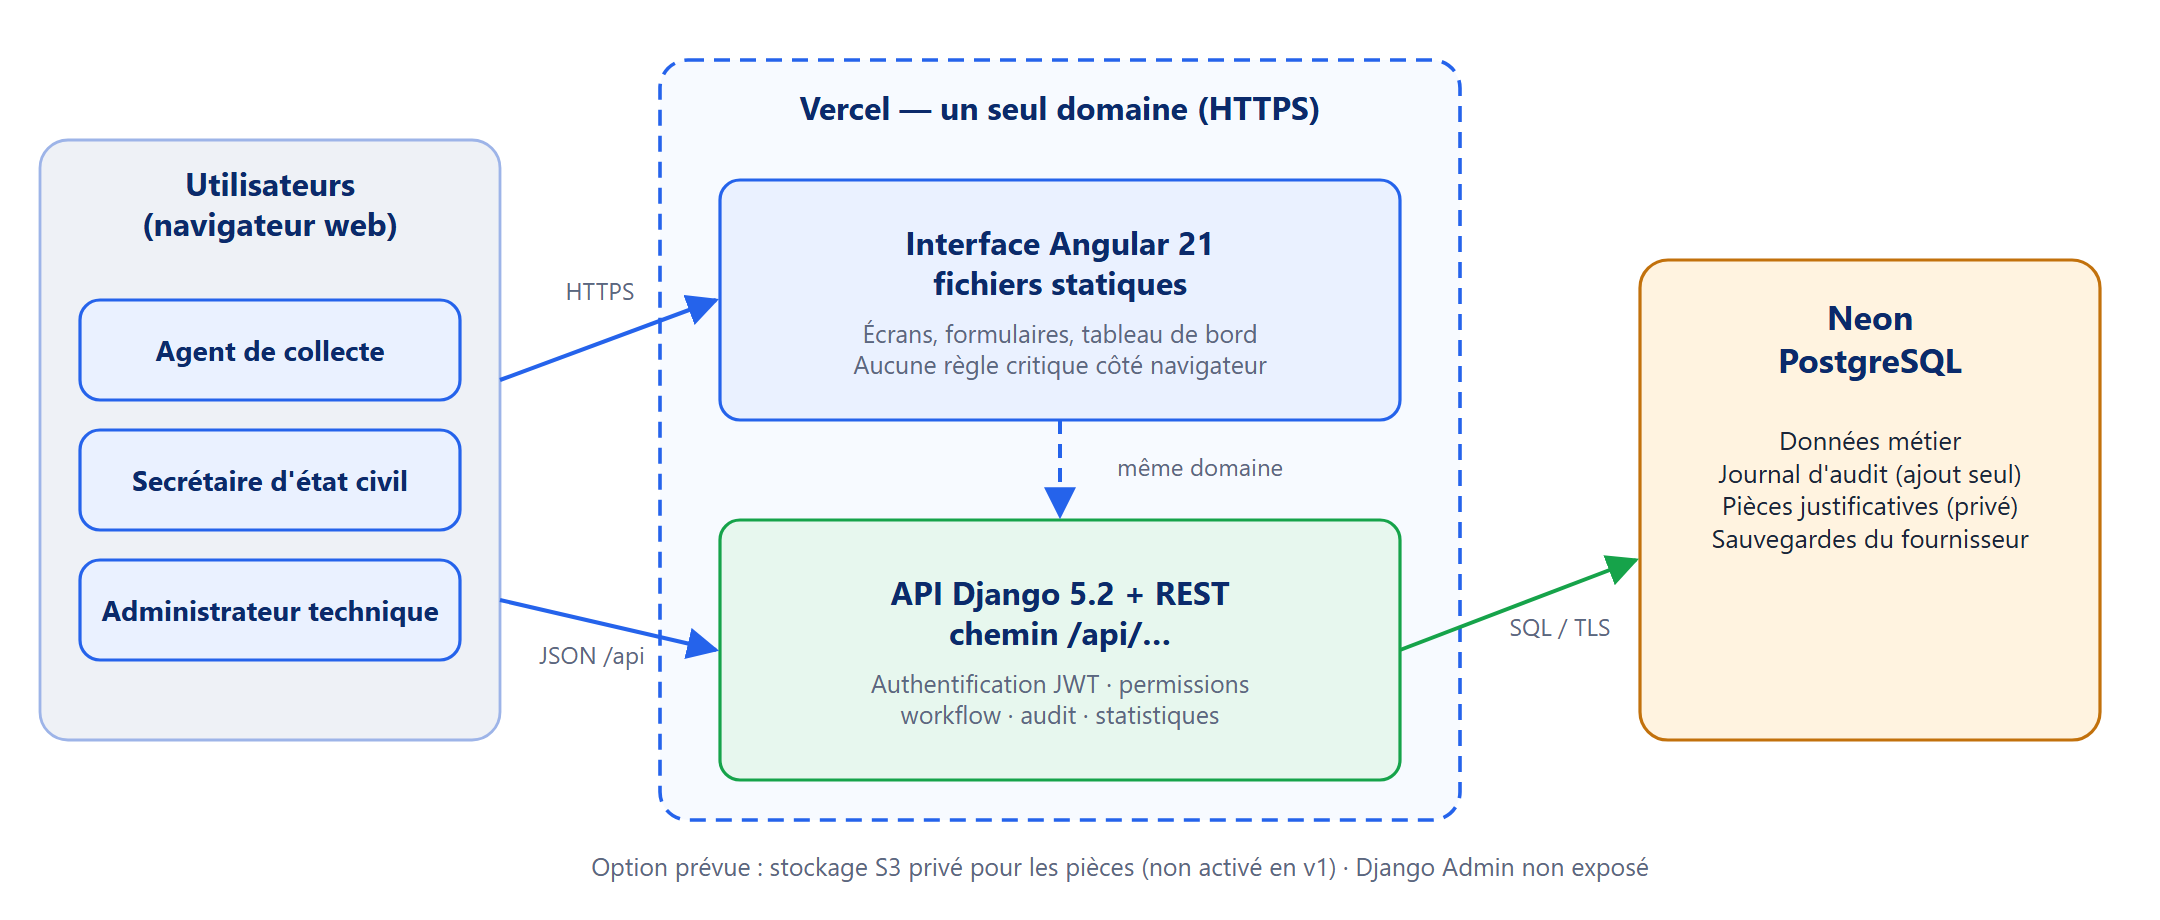 Utilisateurs
(navigateur web)
Agent de collecte
Secrétaire d'état civil
Administrateur technique
HTTPS
JSON /api
Vercel — un seul domaine (HTTPS)
Interface Angular 21
fichiers statiques
Écrans, formulaires, tableau de bord
Aucune règle critique côté navigateur
même domaine
API Django 5.2 + REST
chemin /api/...
Authentification JWT · permissions
workflow · audit · statistiques
SQL / TLS
Neon
PostgreSQL
Données métier
Journal d'audit (ajout seul)
Pièces justificatives (privé)
Sauvegardes du fournisseur
Option prévue : stockage S3 privé pour les pièces (non activé en v1) · Django Admin non exposé